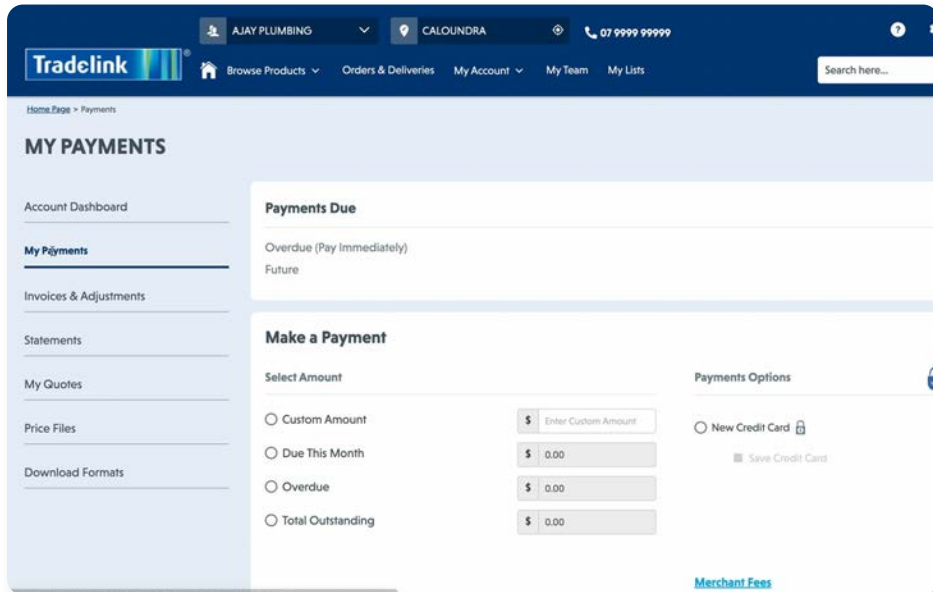 AJAY PLUMBING CALOUNDRA 07 9999 99999
Tradelink ®
Browse Products Orders & Deliveries My Account My Team My Lists Search here...
Home Page > Payments
MY PAYMENTS
Account Dashboard
My Payments
Invoices & Adjustments
Statements
My Quotes
Price Files
Download Formats
Payments Due
Overdue (Pay Immediately)
Future
Make a Payment
Select Amount
Custom Amount $ Enter Custom Amount
Due This Month $ 0.00
Overdue $ 0.00
Total Outstanding $ 0.00
Payments Options
New Credit Card
Save Credit Card
Merchant Fees